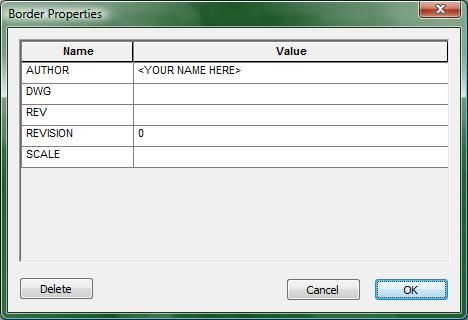 Border Properties
Name Value
AUTHOR <YOUR NAME HERE>
DWG
REV
REVISION 0
SCALE
Delete Cancel OK